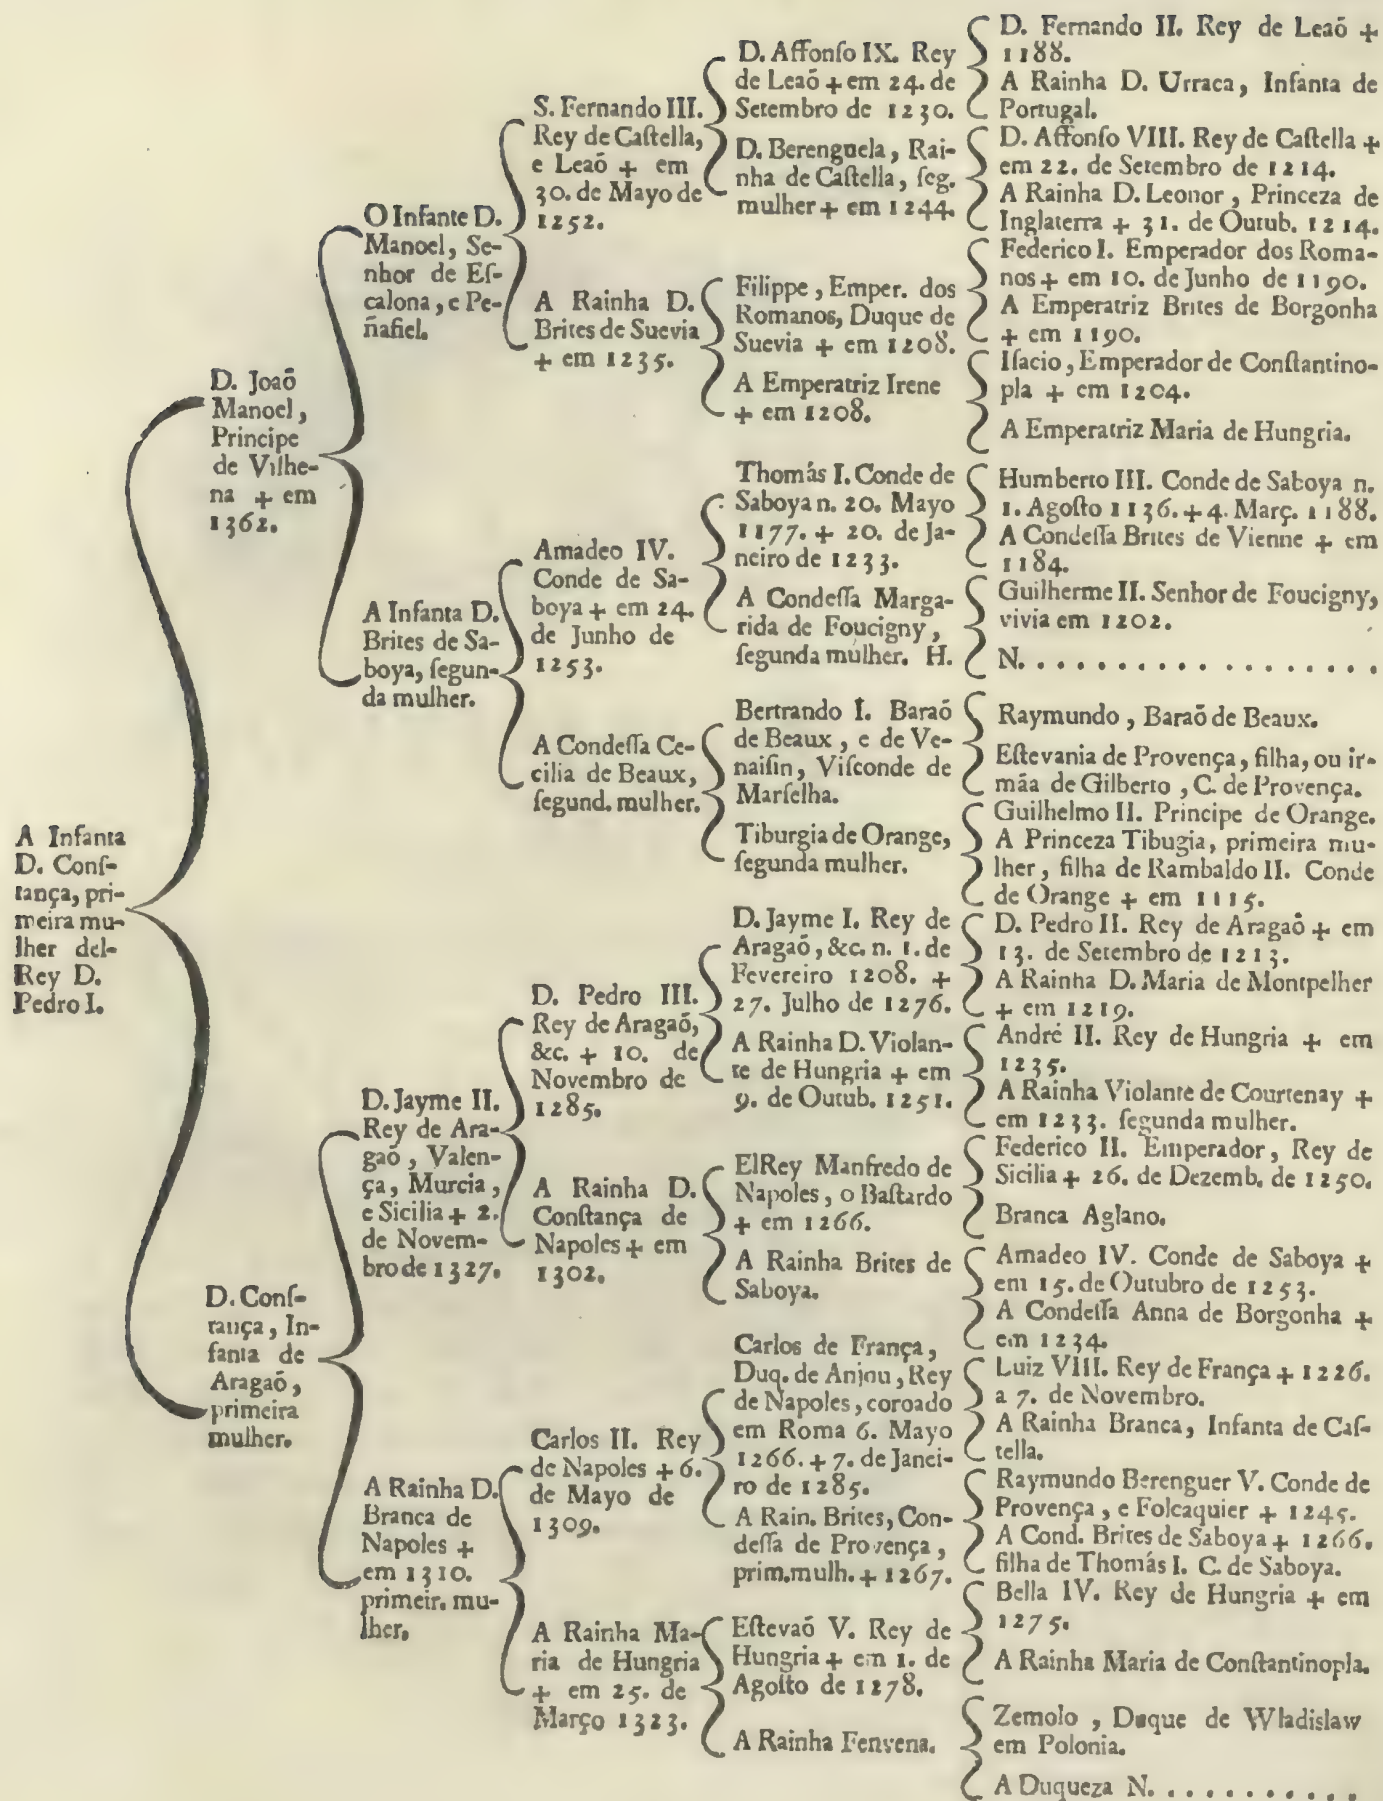 A Infanta
D. Conſ-
tança, pri-
meira mu-
lher del-
Rey D.
Pedro I.
D. Joaõ
Manoel,
Principe
de Vilhe-
na + em
1362.
D. Conſ-
tança, In-
fanta de
Aragaõ,
primeira
mulher.
O Infante D.
Manoel, Se-
nhor de Eſ-
calona, e Pe-
ñafiel.
A Infanta D.
Brites de Sa-
boya, ſegun-
da mulher.
D. Jayme II.
Rey de Ara-
gaõ, Valen-
ça, Murcia,
e Sicilia + 2.
de Novem-
bro de 1327.
A Rainha D.
Branca de
Napoles +
em 1310.
primeir. mu-
lher.
S. Fernando III.
Rey de Caſtella,
e Leaõ + em
30. de Mayo de
1252.
A Rainha D.
Brites de Suevia
+ em 1235.
Amadeo IV.
Conde de Sa-
boya + em 24.
de Junho de
1253.
A Condeſſa Ce-
cilia de Beaux,
ſegund. mulher.
D. Pedro III.
Rey de Aragaõ,
&c. + 10. de
Novembro de
1285.
A Rainha D.
Conſtança de
Napoles + em
1302.
Carlos II. Rey
de Napoles + 6.
de Mayo de
1309.
A Rainha Ma-
ria de Hungria
+ em 25. de
Março 1323.
D. Affonſo IX. Rey
de Leaõ + em 24. de
Setembro de 1230.
D. Berenguela, Rai-
nha de Caſtella, ſeg.
mulher + em 1244.
Filippe, Emper. dos
Romanos, Duque de
Suevia + em 1208.
A Emperatriz Irene
+ em 1208.
Thomás I. Conde de
Saboya n. 20. Mayo
1177. + 20. de Ja-
neiro de 1233.
A Condeſſa Marga-
rida de Foucigny,
ſegunda mulher. H.
Bertrando I. Baraõ
de Beaux, e de Ve-
naiſin, Viſconde de
Marſelha.
Tiburgia de Orange,
ſegunda mulher.
D. Jayme I. Rey de
Aragaõ, &c. n. 1. de
Fevereiro 1208. +
27. Julho de 1276.
A Rainha D. Violan-
te de Hungria + em
9. de Outub. 1251.
ElRey Manfredo de
Napoles, o Baſtardo
+ em 1266.
A Rainha Brites de
Saboya.
Carlos de França,
Duq. de Anjou, Rey
de Napoles, coroado
em Roma 6. Mayo
1266. + 7. de Janei-
ro de 1285.
A Rain. Brites, Con-
deſſa de Provença,
prim. mulh. + 1267.
Eſtevaõ V. Rey de
Hungria + em 1. de
Agoſto de 1278.
A Rainha Fenvena.
D. Fernando II. Rey de Leaõ +
1188.
A Rainha D. Urraca, Infanta de
Portugal.
D. Affonſo VIII. Rey de Caſtella +
em 22. de Setembro de 1214.
A Rainha D. Leonor, Princeza de
Inglaterra + 31. de Outub. 1214.
Federico I. Emperador dos Roma-
nos + em 10. de Junho de 1190.
A Emperatriz Brites de Borgonha
+ em 1190.
Iſacio, Emperador de Conſtantino-
pla + em 1204.
A Emperatriz Maria de Hungria.
Humberto III. Conde de Saboya n.
1. Agoſto 1136. + 4. Març. 1188.
A Condeſſa Brites de Vienne + em
1184.
Guilherme II. Senhor de Foucigny,
vivia em 1202.
N. . . . . . . . . . . . . . . . . .
Raymundo, Baraõ de Beaux.
Eſtevania de Provença, filha, ou ir-
mãa de Gilberto, C. de Provença.
Guilhelmo II. Principe de Orange.
A Princeza Tibugia, primeira mu-
lher, filha de Rambaldo II. Conde
de Orange + em 1115.
D. Pedro II. Rey de Aragaõ + em
13. de Setembro de 1213.
A Rainha D. Maria de Montpelher
+ em 1219.
André II. Rey de Hungria + em
1235.
A Rainha Violante de Courtenay +
em 1233. ſegunda mulher.
Federico II. Emperador, Rey de
Sicilia + 26. de Dezemb. de 1250.
Branca Aglano.
Amadeo IV. Conde de Saboya +
em 15. de Outubro de 1253.
A Condeſſa Anna de Borgonha +
em 1234.
Luiz VIII. Rey de França + 1226.
a 7. de Novembro.
A Rainha Branca, Infanta de Caſ-
tella.
Raymundo Berenguer V. Conde de
Provença, e Folcaquier + 1245.
A Cond. Brites de Saboya + 1266.
filha de Thomás I. C. de Saboya.
Bella IV. Rey de Hungria + em
1275.
A Rainha Maria de Conſtantinopla.
Zemolo, Duque de Wladislaw
em Polonia.
A Duqueza N. . . . . . . . . . . .